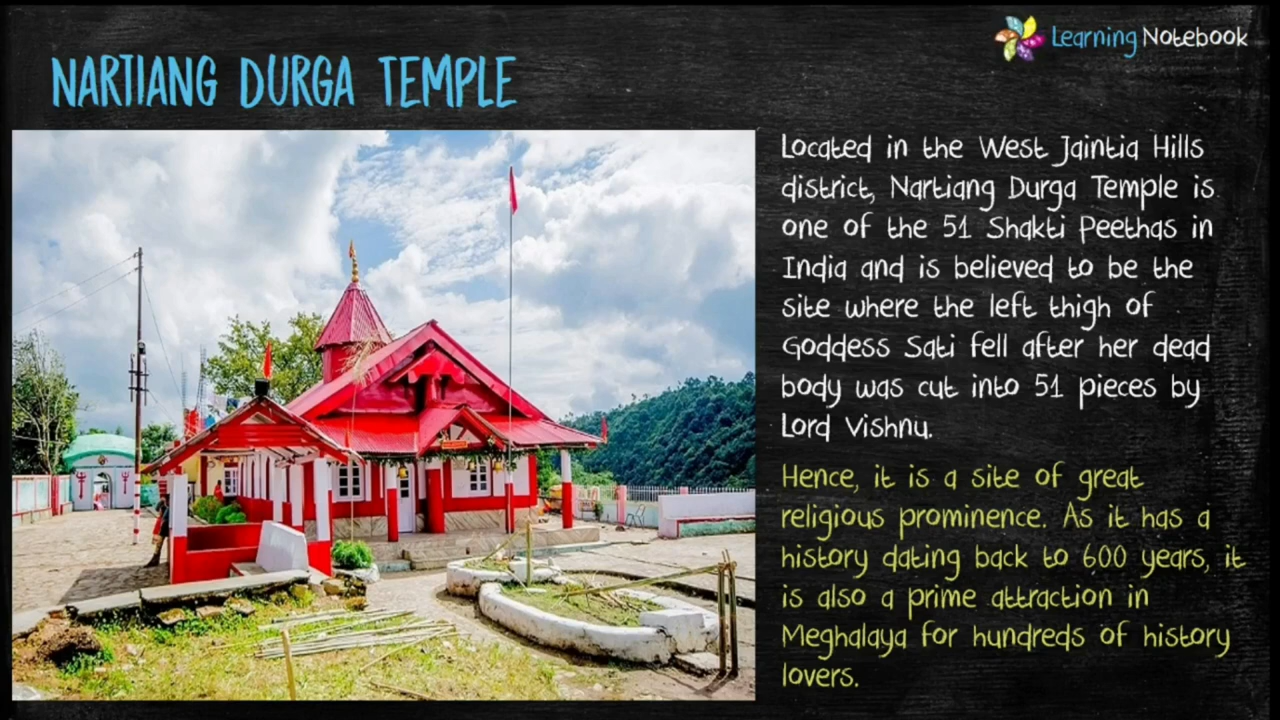 Learning Notebook
NARTIANG DURGA TEMPLE
Located in the West Jaintia Hills
district, Nartiang Durga Temple is
one of the 51 Shakti Peethas in
India and is believed to be the
site where the left thigh of
Goddess Sati fell after her dead
body was cut into 51 pieces by
Lord Vishnu.
Hence, it is a site of great
religious prominence. As it has a
history dating back to 600 years, it
is also a prime attraction in
Meghalaya for hundreds of history
lovers.